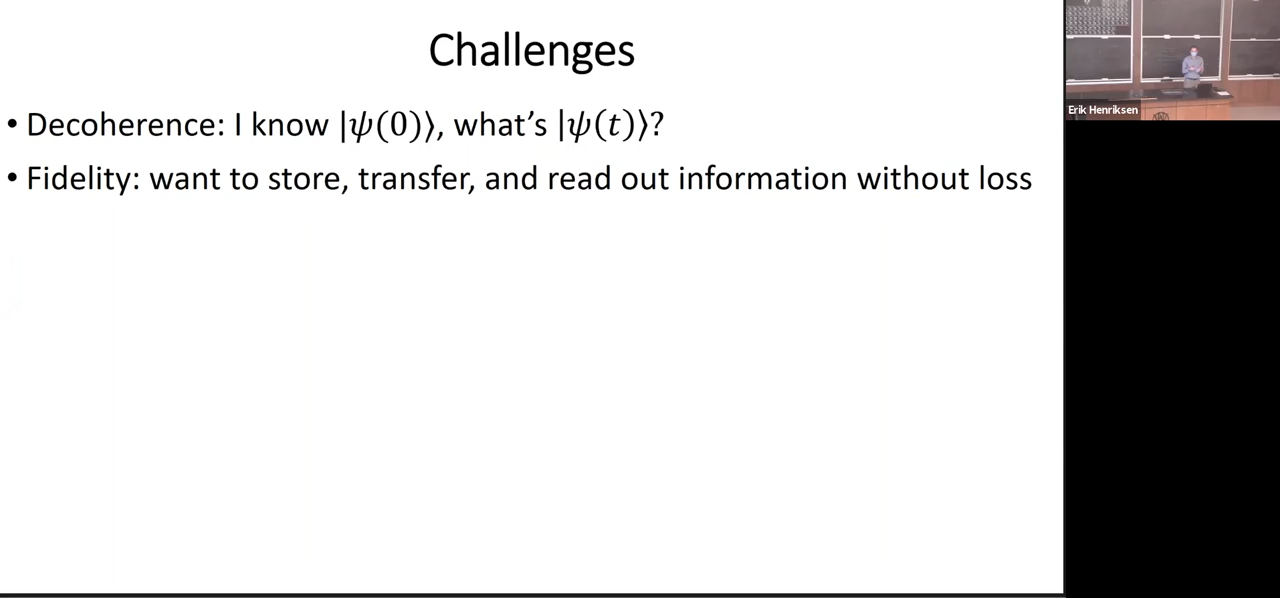 Challenges
• Decoherence: I know |ψ(0)⟩, what's |ψ(t)⟩?
• Fidelity: want to store, transfer, and read out information without loss
Erik Henriksen